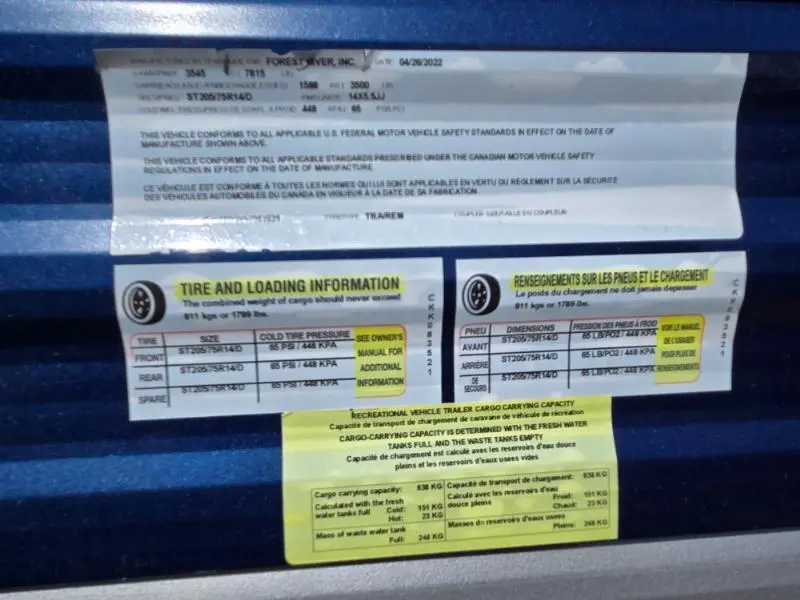 FOREST RIVER, INC. DATE 04/26/2022
3545 7815
1588 KG / 3500
ST205/75R14/D 14X5.5JJ
448 KPA / 65
THIS VEHICLE CONFORMS TO ALL APPLICABLE U.S. FEDERAL MOTOR VEHICLE SAFETY STANDARDS IN EFFECT ON THE DATE OF
MANUFACTURE SHOWN ABOVE.
THIS VEHICLE CONFORMS TO ALL APPLICABLE STANDARDS PRESCRIBED UNDER THE CANADIAN MOTOR VEHICLE SAFETY
REGULATIONS IN EFFECT ON THE DATE OF MANUFACTURE
CE VÉHICULE EST CONFORME À TOUTES LES NORMES QUI LUI SONT APPLICABLES EN VERTU DU RÉGLEMENT SUR LA SÉCURITÉ
DES VÉHICULES AUTOMOBILES DU CANADA EN VIGUEUR À LA DATE DE SA FABRICATION.
TYPE/TYPE TRA/REM
TIRE AND LOADING INFORMATION
The combined weight of cargo should never exceed
811 kgs or 1789 lbs.
TIRE SIZE COLD TIRE PRESSURE SEE OWNER'S
MANUAL FOR
ADDITIONAL
INFORMATION
FRONT ST205/75R14/D 65 PSI / 448 KPA
REAR ST205/75R14/D 65 PSI / 448 KPA
SPARE ST205/75R14/D 65 PSI / 448 KPA
CKK083521
RENSEIGNEMENTS SUR LES PNEUS ET LE CHARGEMENT
Le poids du chargement ne doit jamais depasser
811 kgs or 1789 lbs.
PNEU DIMENSIONS PRESSION DES PNEUS À FROID VOIR LE MANUEL
DE L'USAGER
POUR PLUS DE
RENSEIGNEMENTS
AVANT ST205/75R14/D 65 LB/PO2 / 448 KPA
ARRIÈRE ST205/75R14/D 65 LB/PO2 / 448 KPA
DE SECOURS ST205/75R14/D 65 LB/PO2 / 448 KPA
CKK083521
RECREATIONAL VEHICLE TRAILER CARGO CARRYING CAPACITY
Capacité de transport de chargement de caravane de véhicule de récréation
CARGO-CARRYING CAPACITY IS DETERMINED WITH THE FRESH WATER
TANKS FULL AND THE WASTE TANKS EMPTY
Capacité de chargement est calculé avec les reservoirs d'eau douce
pleins et les reservoirs d'eaux usees vides
Cargo carrying capacity: 638 KG
Calculated with the fresh
water tanks full Cold: 151 KG
Hot: 23 KG
Mass of waste water tank
Full: 248 KG
Capacité de transport de chargement: 638 KG
Calculé avec les reservoirs d'eau
douce pleins Froid: 151 KG
Chaud: 23 KG
Masses de reservoirs d'eaux usees
Pleins: 248 KG